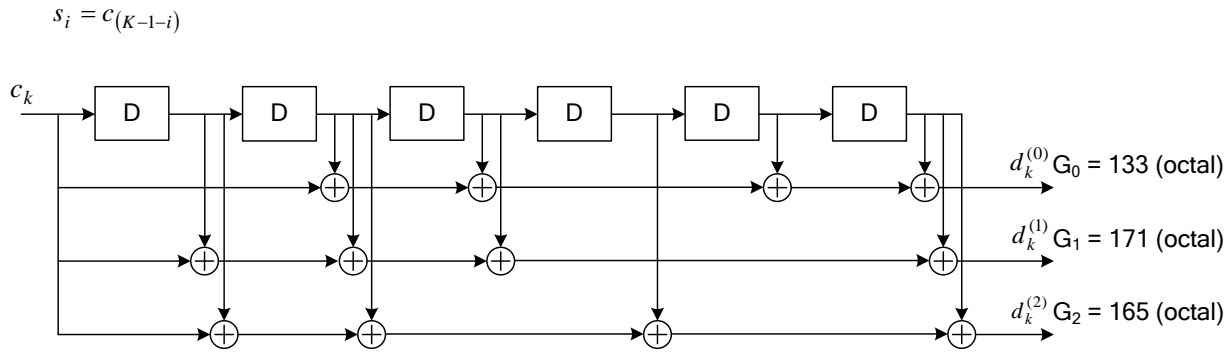 s_i = c_(K−1−i)
c_k
D D D D D D
d_k^(0) G₀ = 133 (octal)
d_k^(1) G₁ = 171 (octal)
d_k^(2) G₂ = 165 (octal)